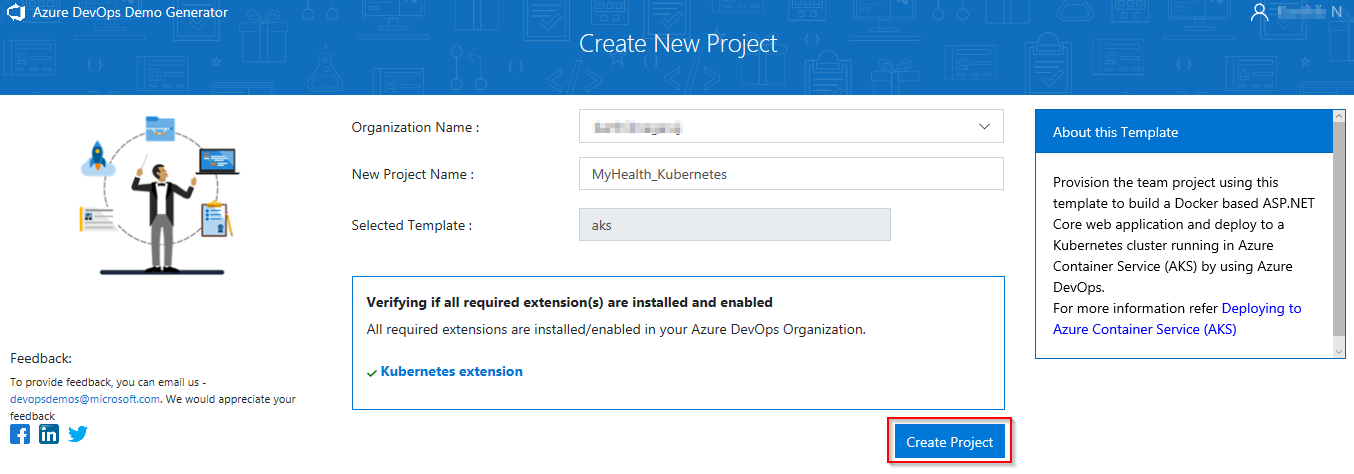 Azure DevOps Demo Generator
N
Create New Project
Organization Name :
New Project Name :
MyHealth_Kubernetes
Selected Template :
aks
Verifying if all required extension(s) are installed and enabled
All required extensions are installed/enabled in your Azure DevOps Organization.
Kubernetes extension
Create Project
About this Template
Provision the team project using this
template to build a Docker based ASP.NET
Core web application and deploy to a
Kubernetes cluster running in Azure
Container Service (AKS) by using Azure
DevOps.
For more information refer Deploying to
Azure Container Service (AKS)
Feedback:
To provide feedback, you can email us -
devopsdemos@microsoft.com. We would appreciate your
feedback